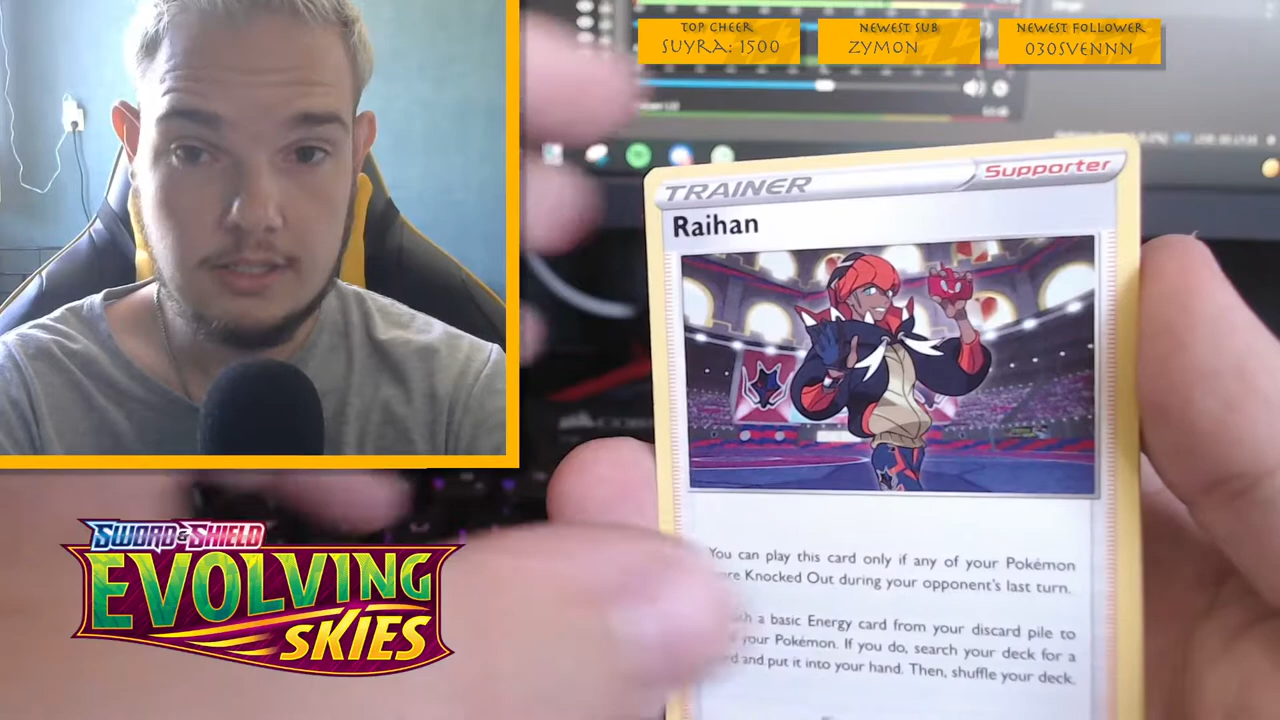 TOP CHEER
SUYRA: 1500
NEWEST SUB
ZYMON
NEWEST FOLLOWER
030SVENNN
TRAINER
Supporter
Raihan
You can play this card only if any of your Pokémon
Knocked Out during your opponent's last turn.
a basic Energy card from your discard pile to
your Pokémon. If you do, search your deck for a
and put it into your hand. Then, shuffle your deck.
SWORD & SHIELD
EVOLVING
SKIES